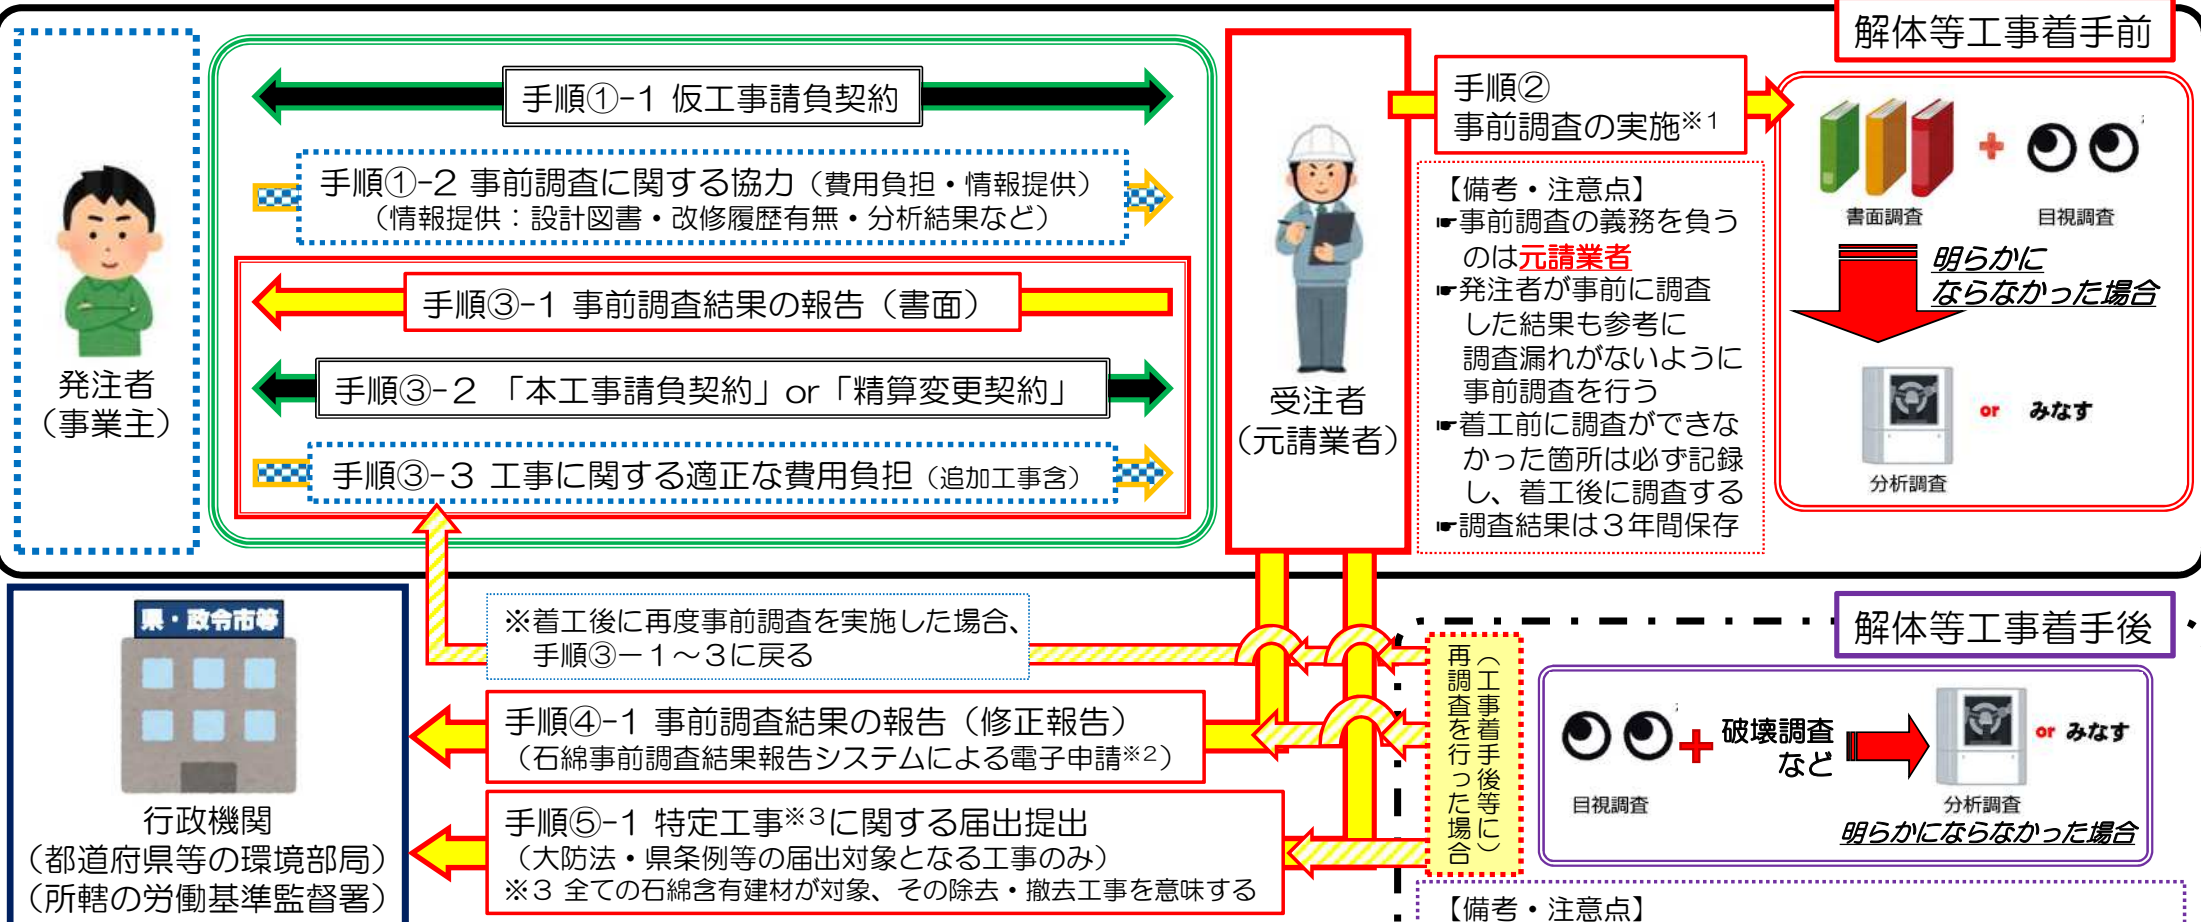 解体等工事着手前
手順①-1 仮工事請負契約
手順①-2 事前調査に関する協力（費用負担・情報提供）
（情報提供：設計図書・改修履歴有無・分析結果など）
手順③-1 事前調査結果の報告（書面）
手順③-2 「本工事請負契約」or「精算変更契約」
手順③-3 工事に関する適正な費用負担（追加工事含）
発注者
（事業主）
受注者
（元請業者）
手順②
事前調査の実施※1
【備考・注意点】
☛事前調査の義務を負う
のは元請業者
☛発注者が事前に調査
した結果も参考に
調査漏れがないように
事前調査を行う
☛着工前に調査ができな
かった箇所は必ず記録
し、着工後に調査する
☛調査結果は３年間保存
書面調査
目視調査
明らかに
ならなかった場合
or みなす
分析調査
県・政令市等
行政機関
（都道府県等の環境部局）
（所轄の労働基準監督署）
※着工後に再度事前調査を実施した場合、
手順③－１～３に戻る
手順④-1 事前調査結果の報告（修正報告）
（石綿事前調査結果報告システムによる電子申請※2）
手順⑤-1 特定工事※3に関する届出提出
（大防法・県条例等の届出対象となる工事のみ）
※３ 全ての石綿含有建材が対象、その除去・撤去工事を意味する
（工事着手後等に）
再調査を行った場合
解体等工事着手後
目視調査
破壊調査
など
or みなす
分析調査
明らかにならなかった場合
【備考・注意点】